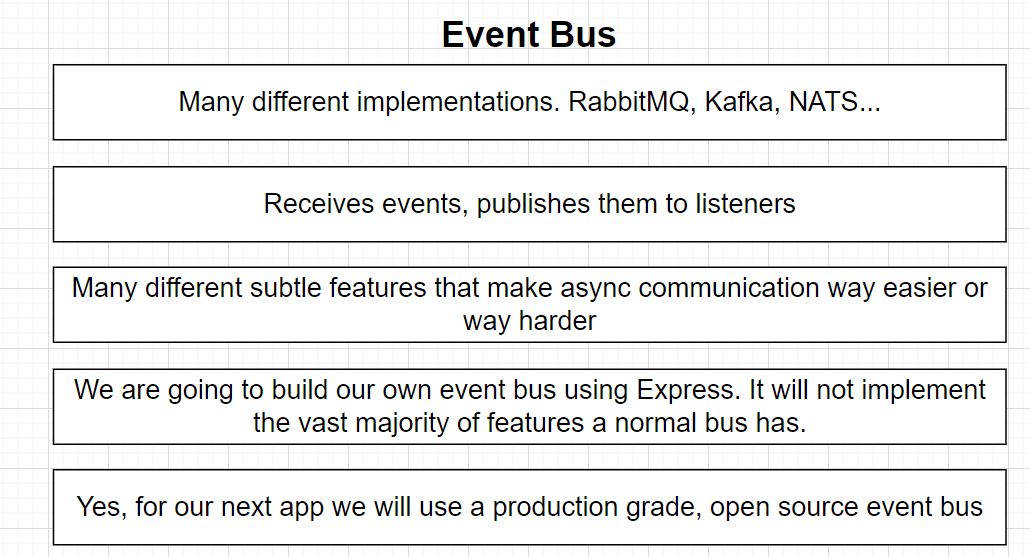 Event Bus
Many different implementations. RabbitMQ, Kafka, NATS...
Receives events, publishes them to listeners
Many different subtle features that make async communication way easier or
way harder
We are going to build our own event bus using Express. It will not implement
the vast majority of features a normal bus has.
Yes, for our next app we will use a production grade, open source event bus